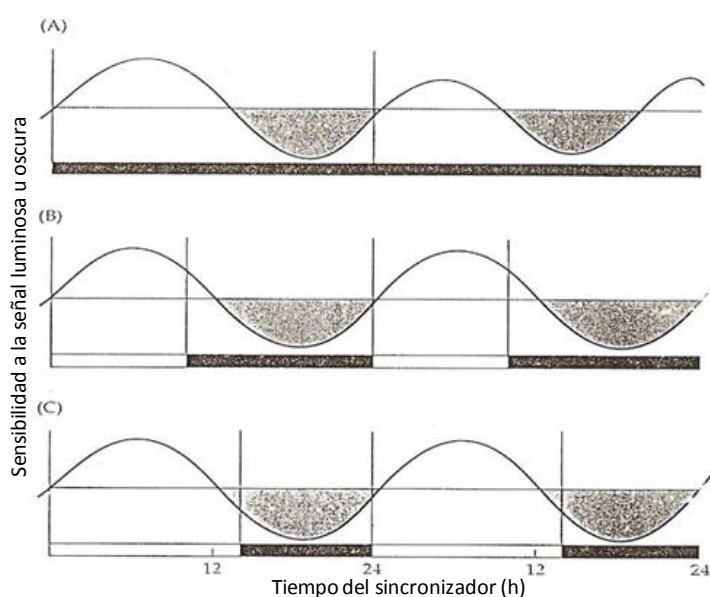 (A)
(B)
Sensibilidad a la señal luminosa u oscura
(C)
12 24 12 24
Tiempo del sincronizador (h)